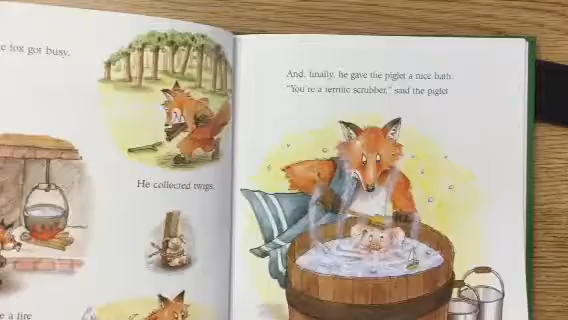 e fox got busy.
He collected twigs.
e a fire
And, finally, he gave the piglet a nice bath.
"You're a terrific scrubber," said the piglet